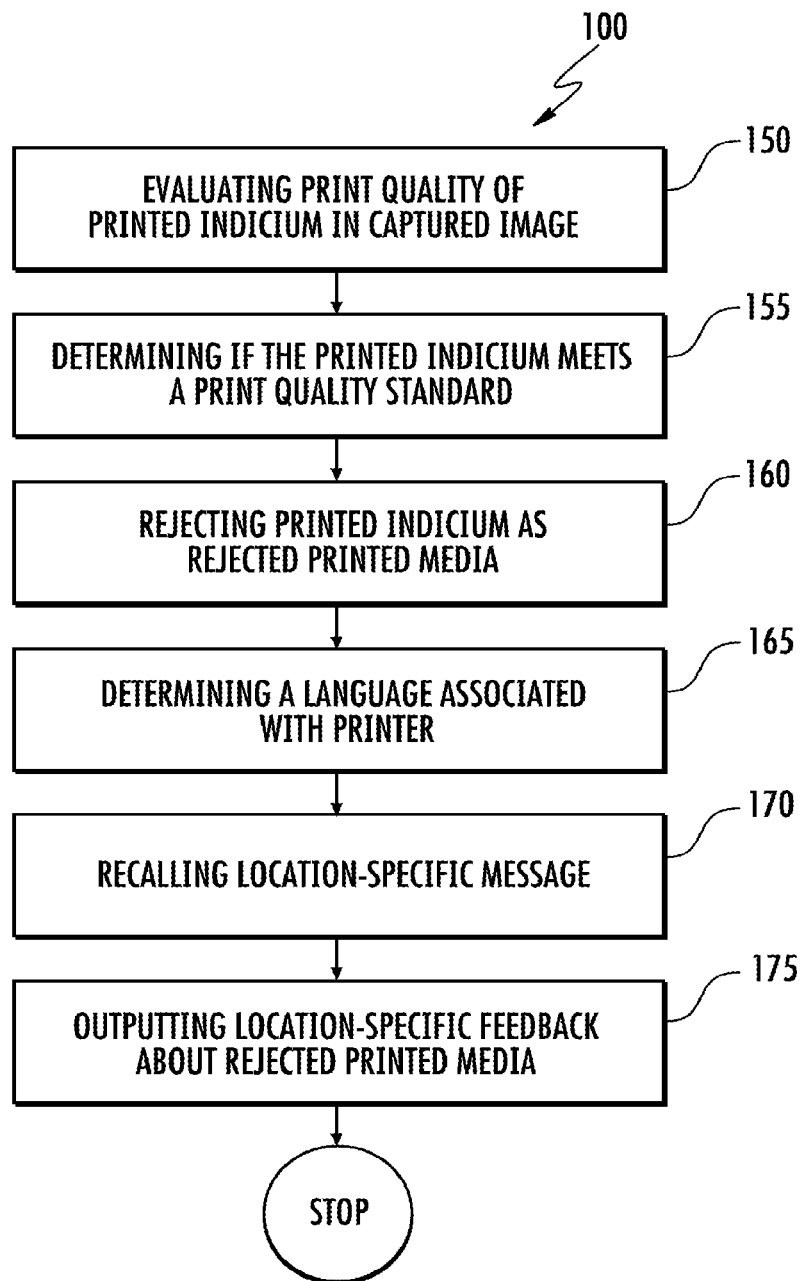 100
150
EVALUATING PRINT QUALITY OF
PRINTED INDICIUM IN CAPTURED IMAGE
155
DETERMINING IF THE PRINTED INDICIUM MEETS
A PRINT QUALITY STANDARD
160
REJECTING PRINTED INDICIUM AS
REJECTED PRINTED MEDIA
165
DETERMINING A LANGUAGE ASSOCIATED
WITH PRINTER
170
RECALLING LOCATION-SPECIFIC MESSAGE
175
OUTPUTTING LOCATION-SPECIFIC FEEDBACK
ABOUT REJECTED PRINTED MEDIA
STOP